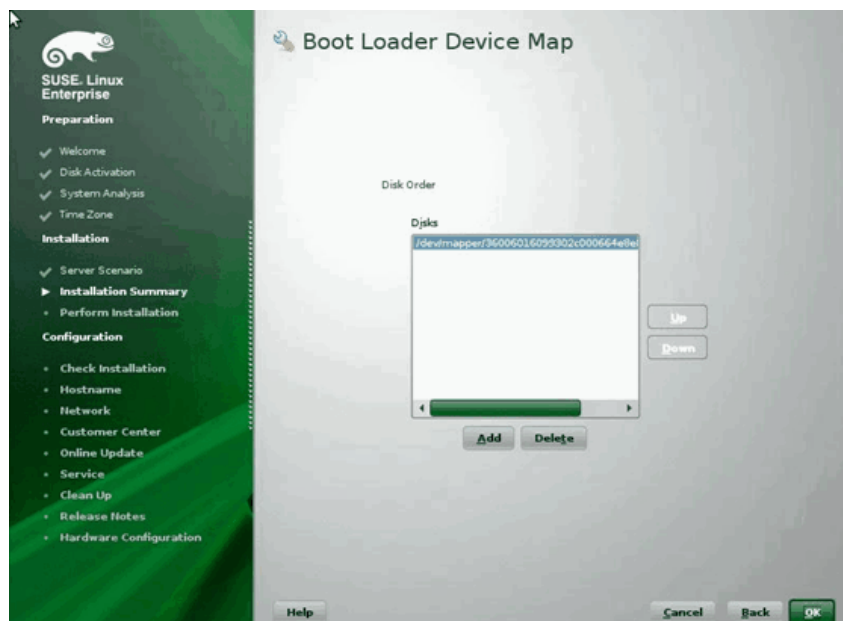 SUSE. Linux
Enterprise
Preparation
Welcome
Disk Activation
System Analysis
Time Zone
Installation
Server Scenario
Installation Summary
Perform Installation
Configuration
Check Installation
Hostname
Network
Customer Center
Online Update
Service
Clean Up
Release Notes
Hardware Configuration
Boot Loader Device Map
Disk Order
Disks
/dev/mapper/36006016099302c000664e8e
Up
Down
Add
Delete
Help
Cancel
Back
OK